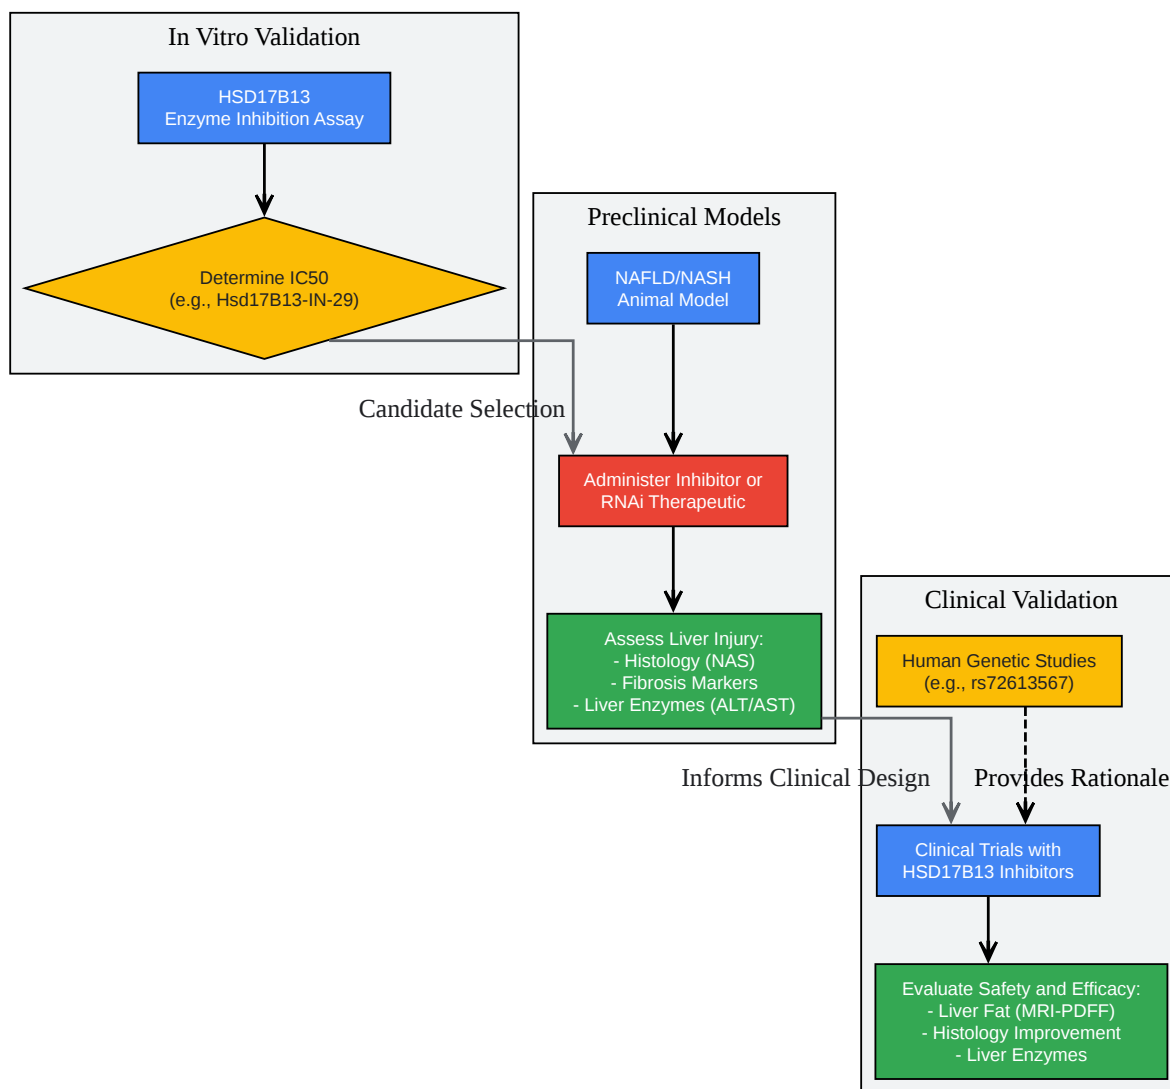 In Vitro Validation
HSD17B13
Enzyme Inhibition Assay
Determine IC50
(e.g., Hsd17B13-IN-29)
Candidate Selection
Preclinical Models
NAFLD/NASH
Animal Model
Administer Inhibitor or
RNAi Therapeutic
Assess Liver Injury:
- Histology (NAS)
- Fibrosis Markers
- Liver Enzymes (ALT/AST)
Informs Clinical Design
Clinical Validation
Human Genetic Studies
(e.g., rs72613567)
Provides Rationale
Clinical Trials with
HSD17B13 Inhibitors
Evaluate Safety and Efficacy:
- Liver Fat (MRI-PDFF)
- Histology Improvement
- Liver Enzymes